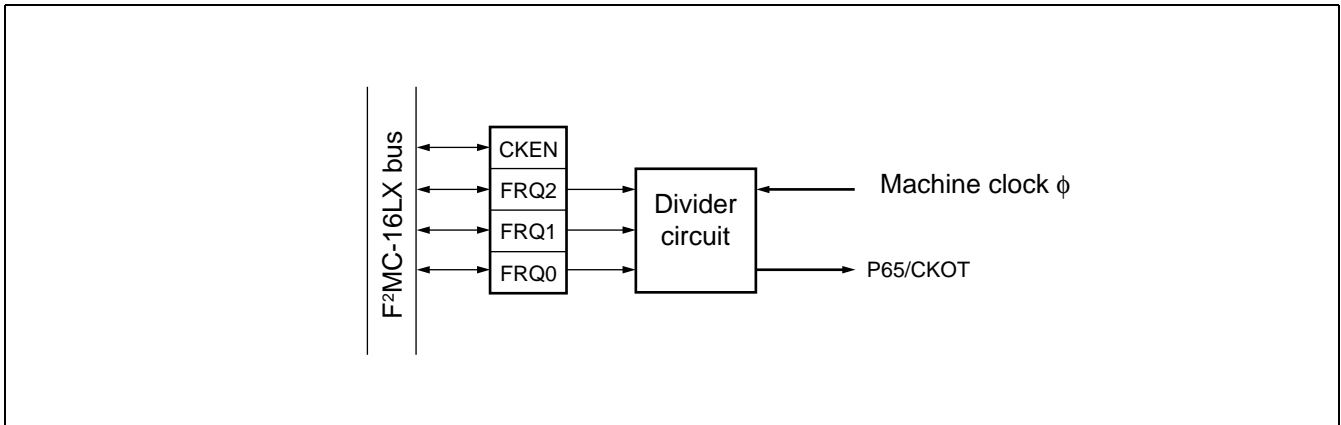 F²MC-16LX bus
CKEN
FRQ2
FRQ1
FRQ0
Divider
circuit
Machine clock ϕ
P65/CKOT